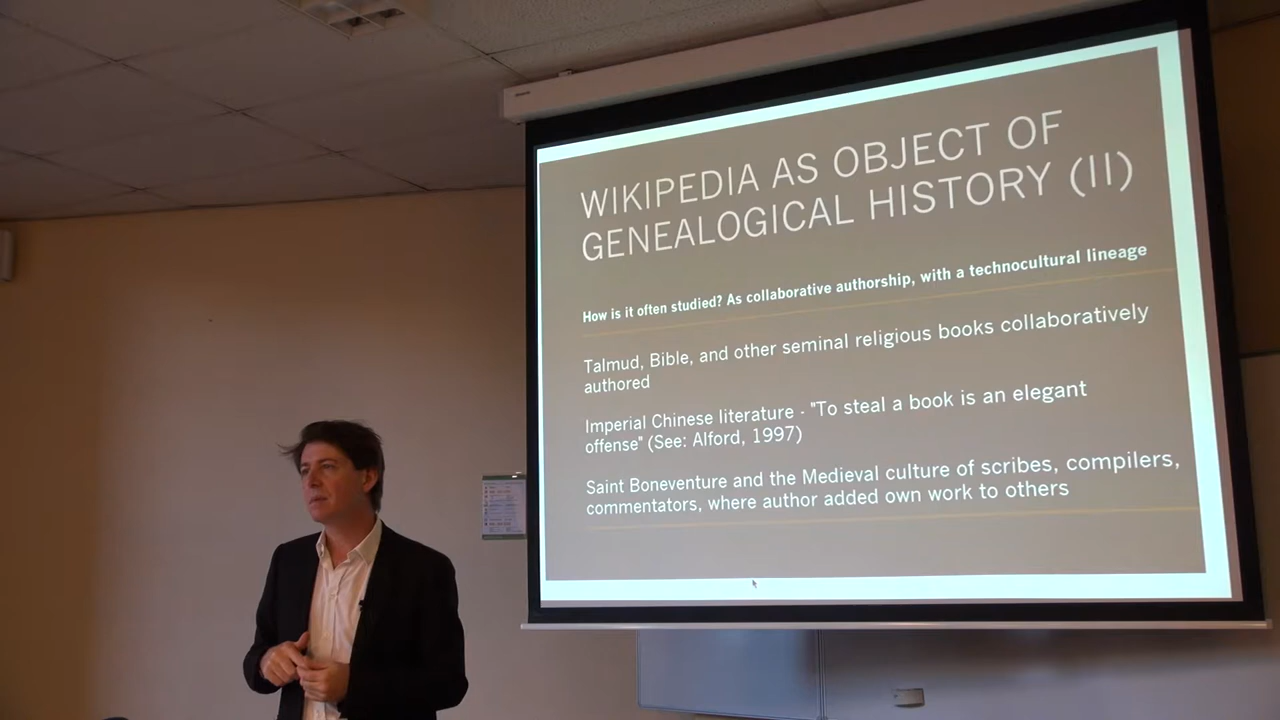 WIKIPEDIA AS OBJECT OF
GENEALOGICAL HISTORY (II)
How is it often studied? As collaborative authorship, with a technocultural lineage
Talmud, Bible, and other seminal religious books collaboratively
authored
Imperial Chinese literature - "To steal a book is an elegant
offense" (See: Alford, 1997)
Saint Boneventure and the Medieval culture of scribes, compilers,
commentators, where author added own work to others